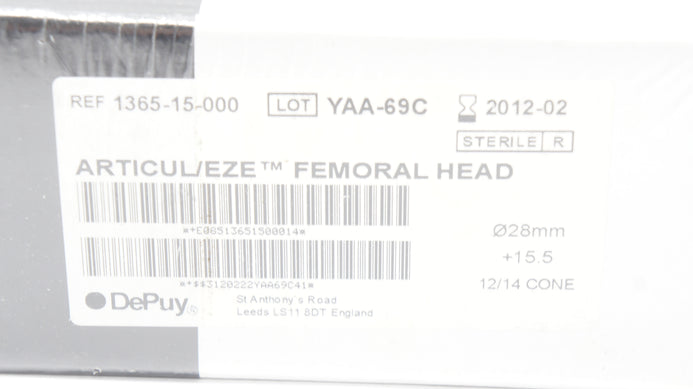 REF 1365-15-000 LOT YAA-69C 2012-02
STERILE R
ARTICUL/EZE™ FEMORAL HEAD
*+E08513651500014*
Ø28mm
*+$$3120222YAA69C41*
+15.5
12/14 CONE
DePuy®
St Anthony's Road
Leeds LS11 8DT England